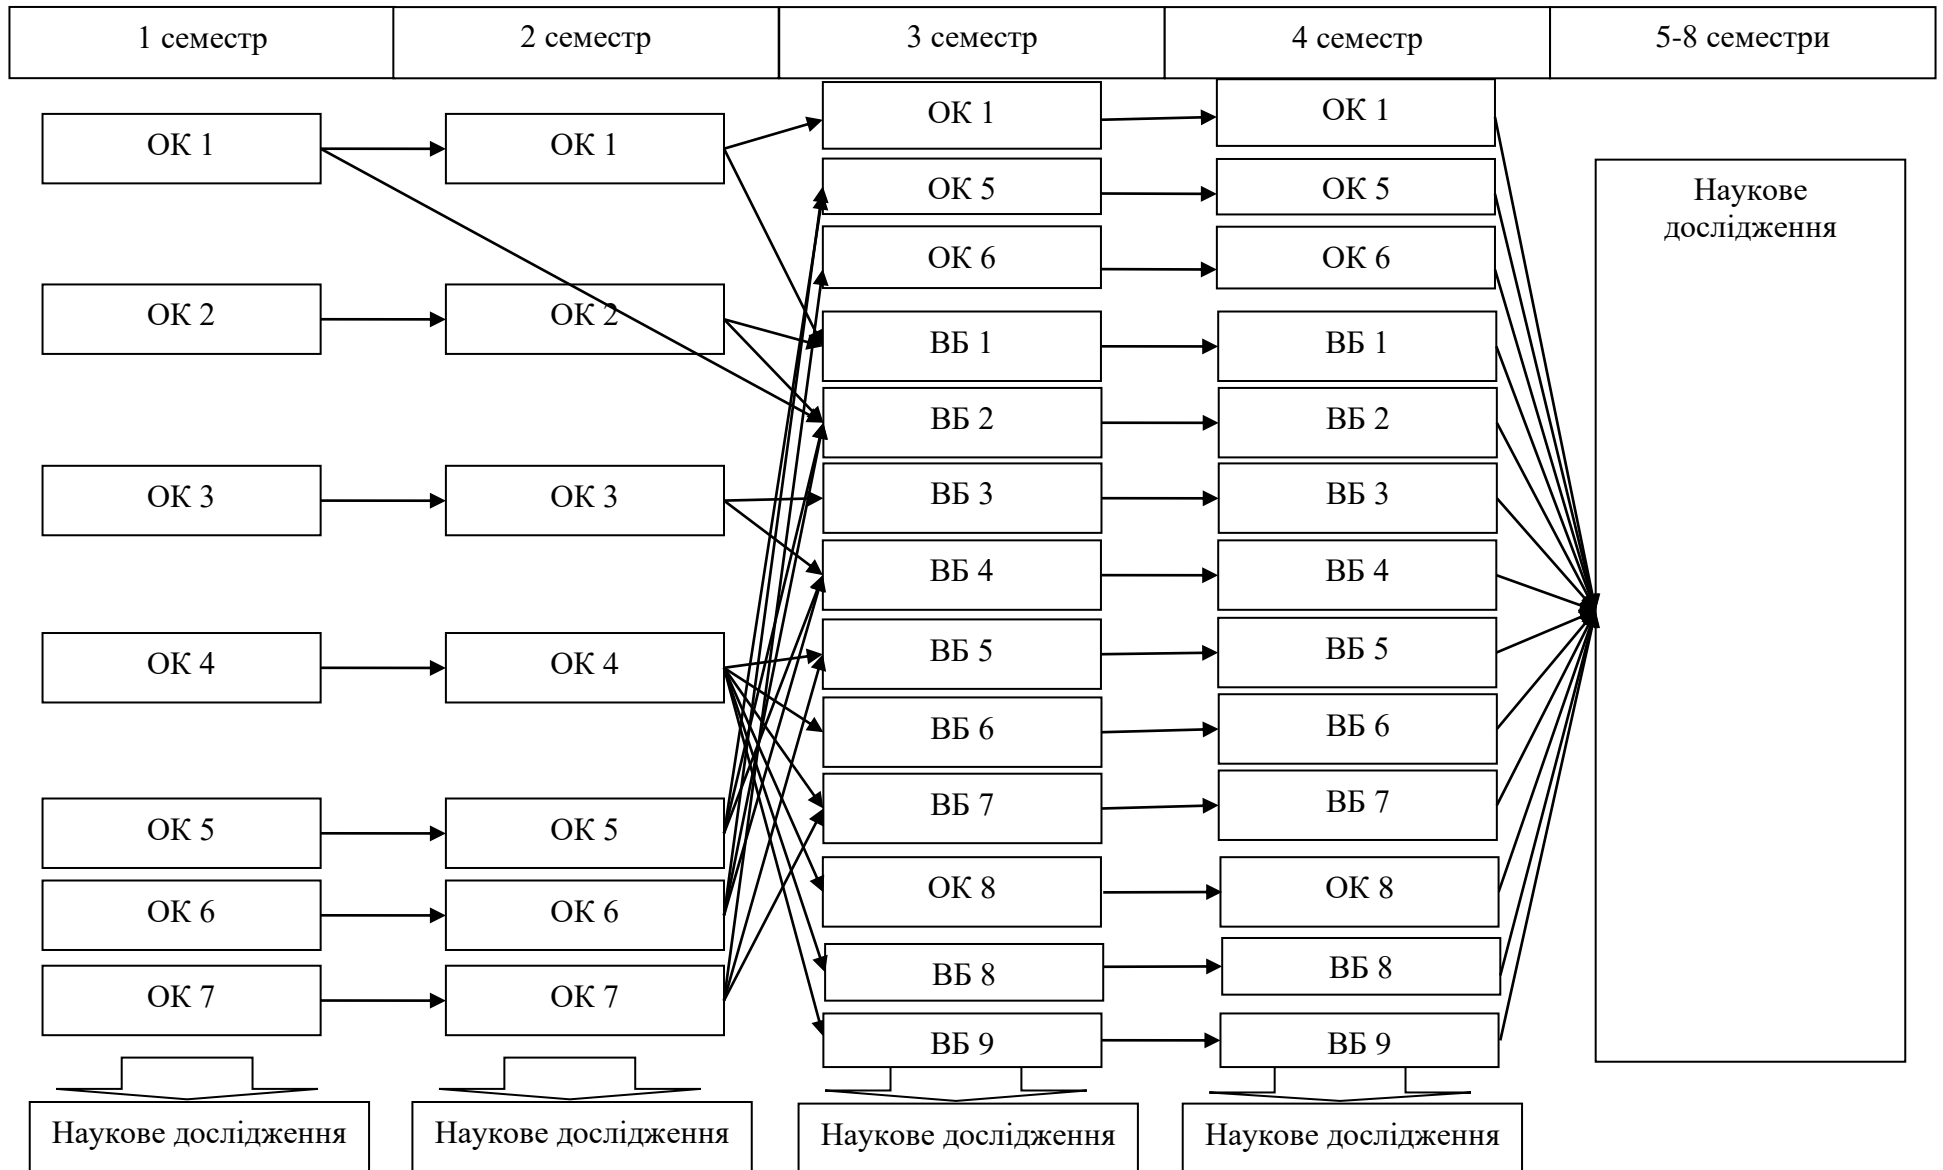 1 семестр
2 семестр
3 семестр
4 семестр
5-8 семестри
ОК 1
ОК 2
ОК 3
ОК 4
ОК 5
ОК 6
ОК 7
Наукове дослідження
ОК 1
ОК 2
ОК 3
ОК 4
ОК 5
ОК 6
ОК 7
Наукове дослідження
ОК 1
ОК 5
ОК 6
ВБ 1
ВБ 2
ВБ 3
ВБ 4
ВБ 5
ВБ 6
ВБ 7
ОК 8
ВБ 8
ВБ 9
Наукове дослідження
ОК 1
ОК 5
ОК 6
ВБ 1
ВБ 2
ВБ 3
ВБ 4
ВБ 5
ВБ 6
ВБ 7
ОК 8
ВБ 8
ВБ 9
Наукове дослідження
Наукове
дослідження